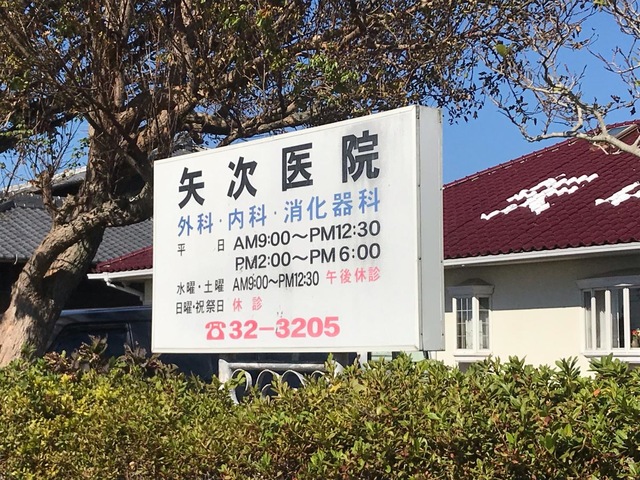 矢次医院
外科・内科・消化器科
平日 AM9:00〜PM12:30
PM2:00〜PM6:00
水曜・土曜 AM9:00〜PM12:30 午後休診
日曜・祝祭日 休診
☎32-3205